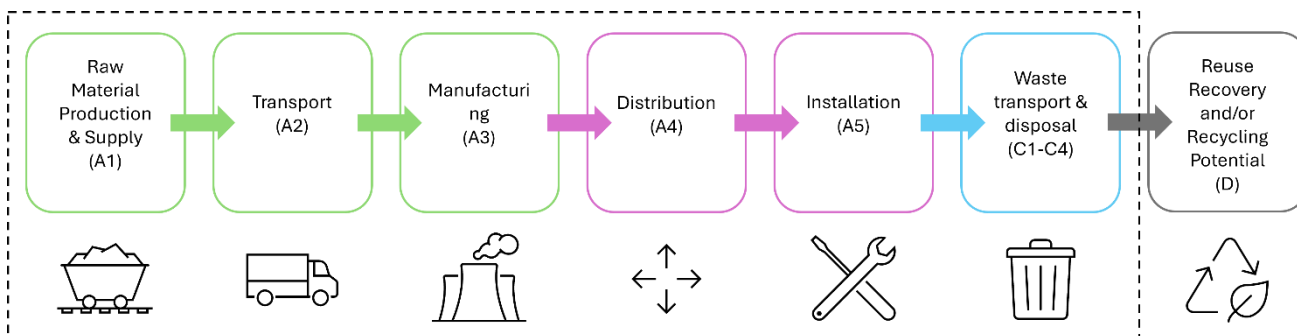 Raw
Material
Production
& Supply
(A1)
Transport
(A2)
Manufacturi
ng
(A3)
Distribution
(A4)
Installation
(A5)
Waste
transport &
disposal
(C1-C4)
Reuse
Recovery
and/or
Recycling
Potential
(D)